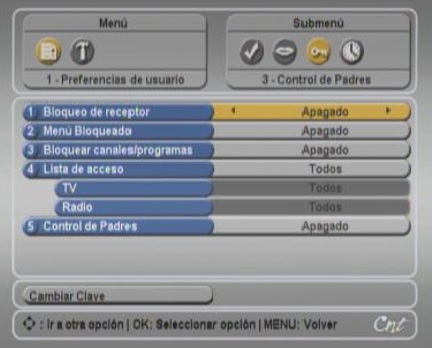 Menú
Submenú
1 - Preferencias de usuario
3 - Control de Padres
1 Bloqueo de receptor Apagado
2 Menú Bloqueado Apagado
3 Bloquear canales/programas Apagado
4 Lista de acceso Todos
TV Todos
Radio Todos
5 Control de Padres Apagado
Cambiar Clave
: Ir a otra opción | OK: Seleccionar opción | MENU: Volver
Cnt